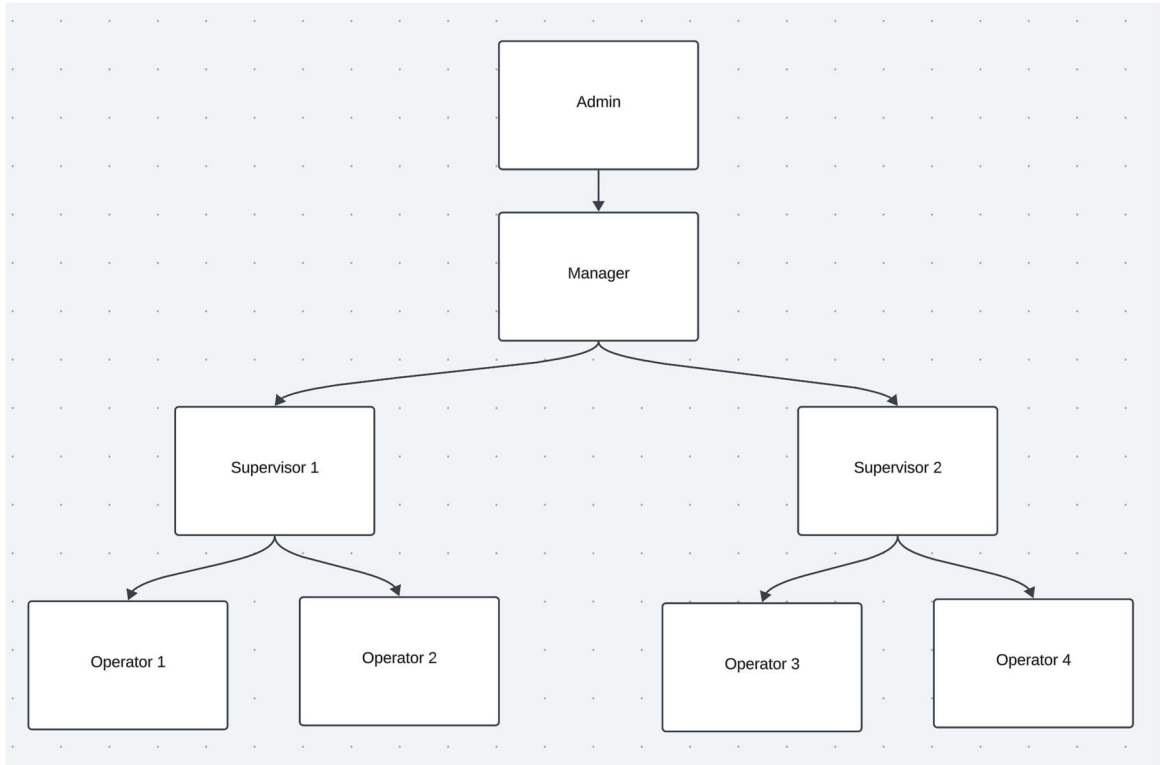 Admin
Manager
Supervisor 1
Supervisor 2
Operator 1
Operator 2
Operator 3
Operator 4